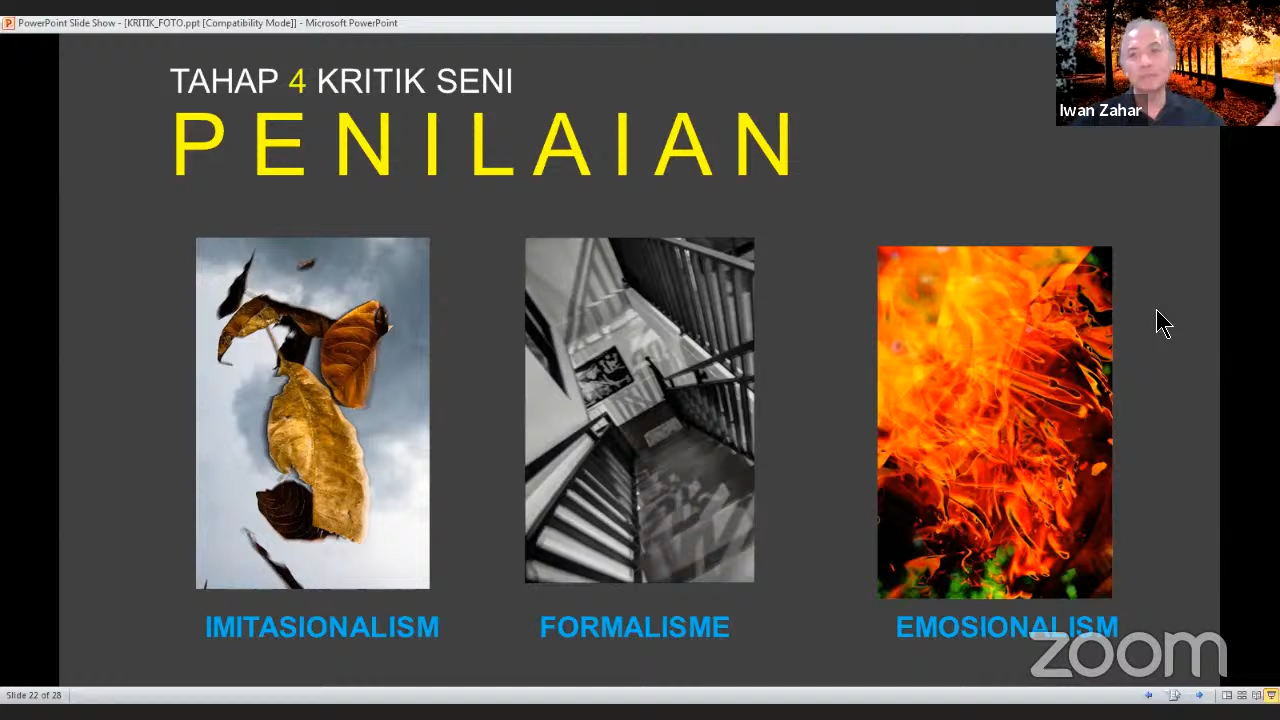 PowerPoint Slide Show - [KRITIK_FOTO.ppt [Compatibility Mode]] - Microsoft PowerPoint
Iwan Zahar
TAHAP 4 KRITIK SENI
PENILAIAN
IMITASIONALISM
FORMALISME
EMOSIONALISM
zoom
Slide 22 of 28